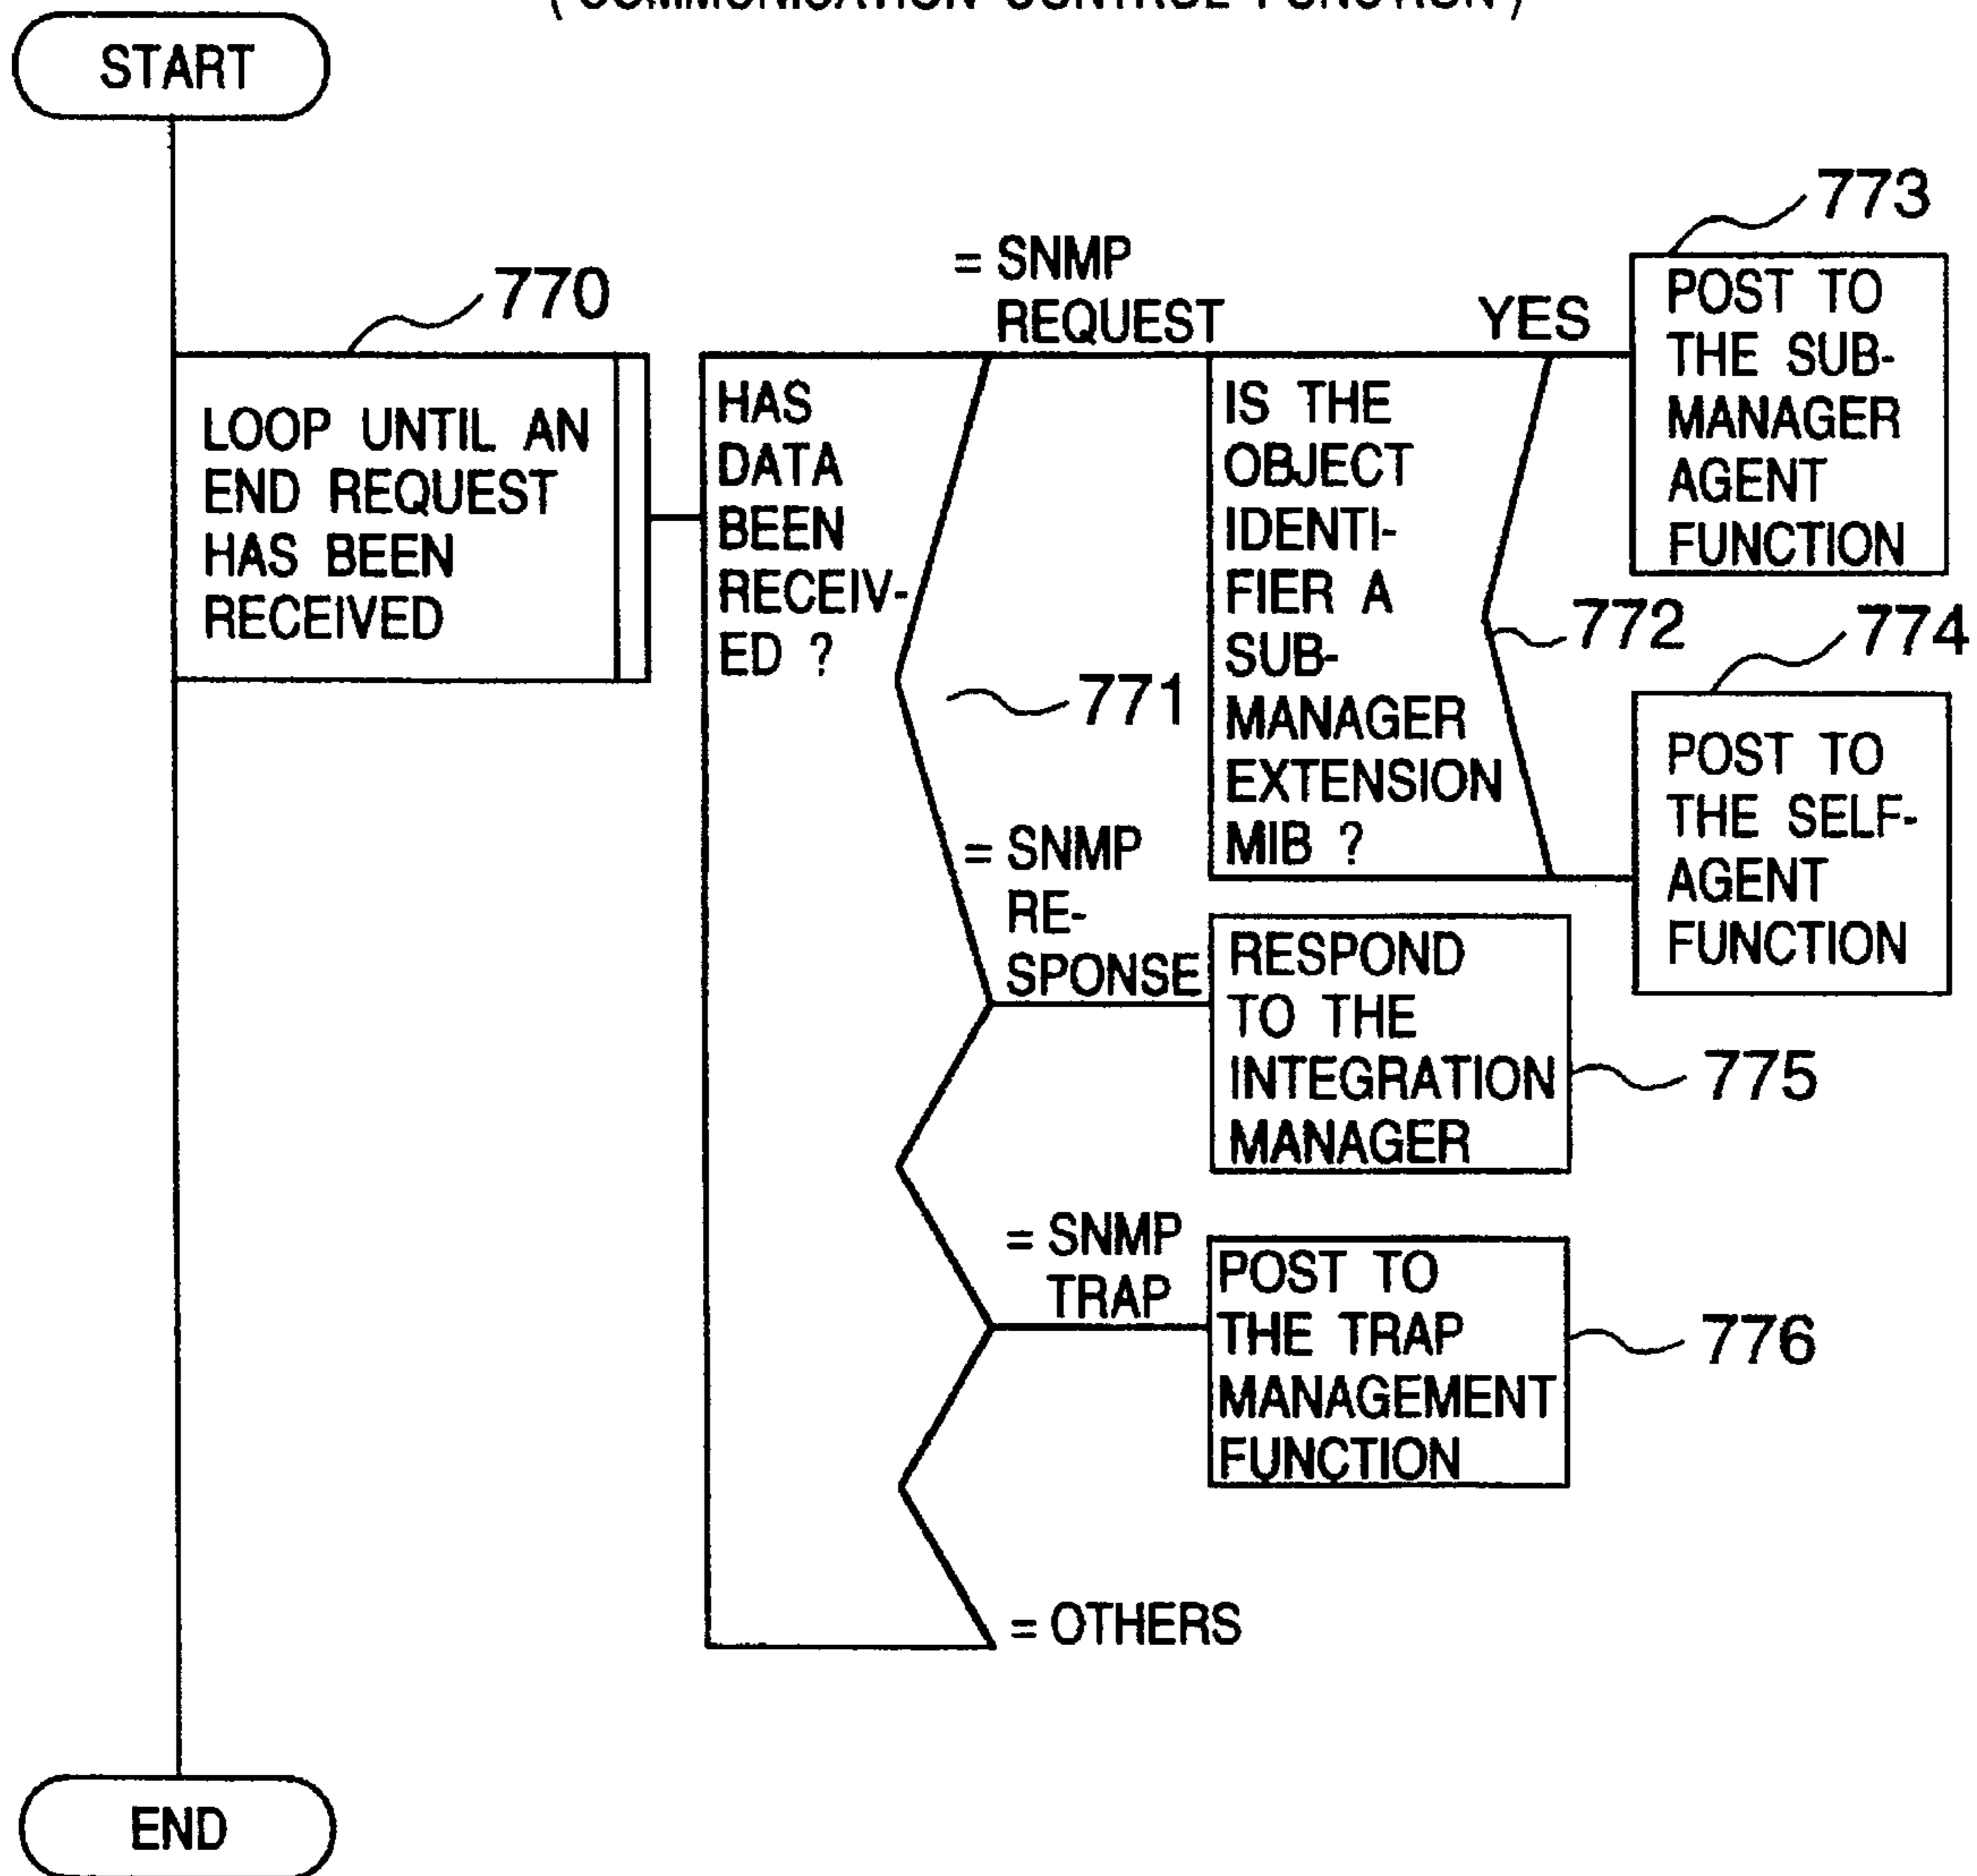 ( COMMUNICATION CONTROL FUNCTION )
START
770
LOOP UNTIL AN
END REQUEST
HAS BEEN
RECEIVED
HAS
DATA
BEEN
RECEIV-
ED ?
771
= SNMP
REQUEST
IS THE
OBJECT
IDENTI-
FIER A
SUB-
MANAGER
EXTENSION
MIB ?
YES
772
773
POST TO
THE SUB-
MANAGER
AGENT
FUNCTION
774
POST TO
THE SELF-
AGENT
FUNCTION
= SNMP
RE-
SPONSE
RESPOND
TO THE
INTEGRATION
MANAGER
775
= SNMP
TRAP
POST TO
THE TRAP
MANAGEMENT
FUNCTION
776
= OTHERS
END